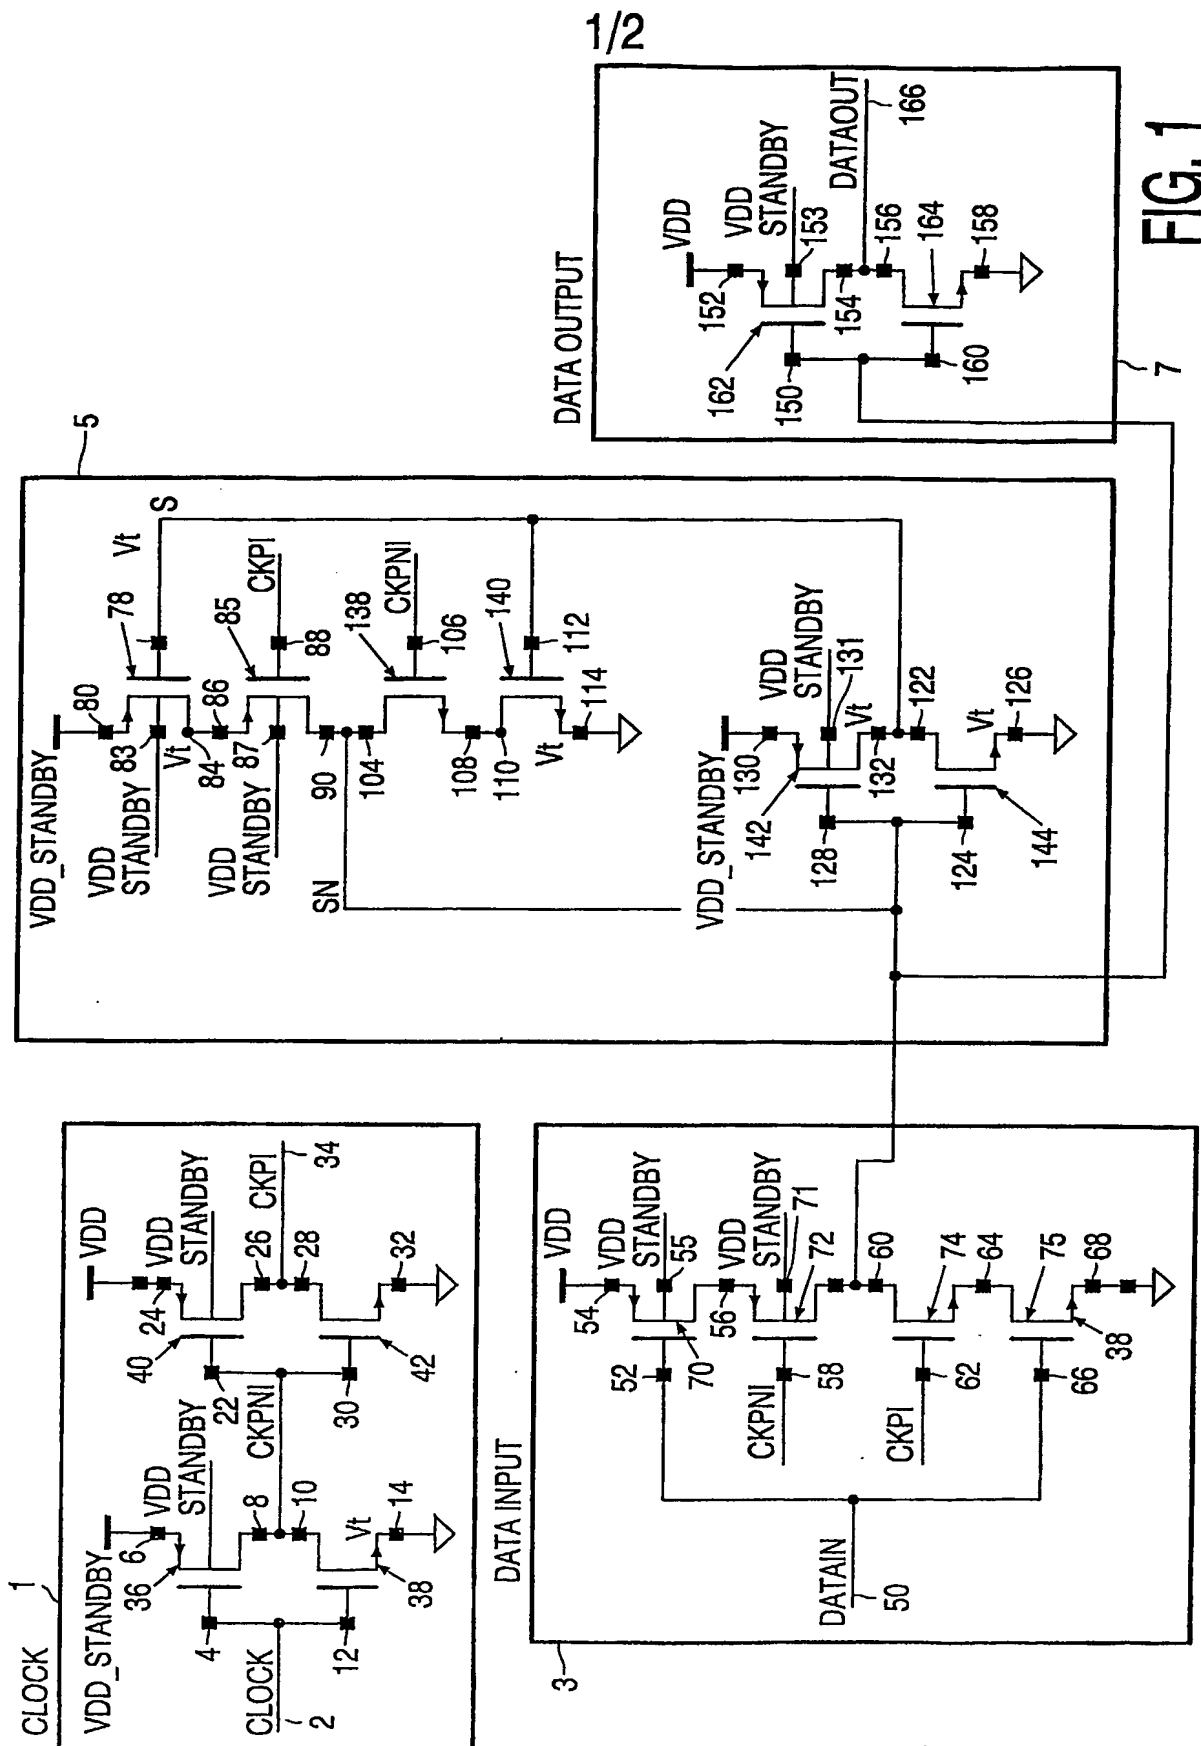 1/2
FIG. 1
CLOCK
1
VDD_STANDBY
VDD
STANDBY
6
36
4
8
10
CLOCK
2
12
38
Vt
14
CKPNI
VDD
VDD
STANDBY
24
40
22
26
28
CKPI
34
30
42
32
DATA INPUT
3
DATAIN
50
VDD
54
VDD
STANDBY
55
52
70
56
VDD
STANDBY
71
CKPNI
58
72
60
CKPI
62
74
64
66
75
38
68
5
VDD_STANDBY
80
78
Vt
S
VDD
STANDBY
83
Vt
84
86
85
CKPI
88
VDD
STANDBY
87
90
SN
104
138
CKPNI
106
108
110
140
112
Vt
114
VDD_STANDBY
130
VDD
STANDBY
131
142
128
Vt
132
122
124
144
Vt
126
DATA OUTPUT
7
VDD
152
VDD
STANDBY
153
162
150
154
DATAOUT
166
156
164
160
158